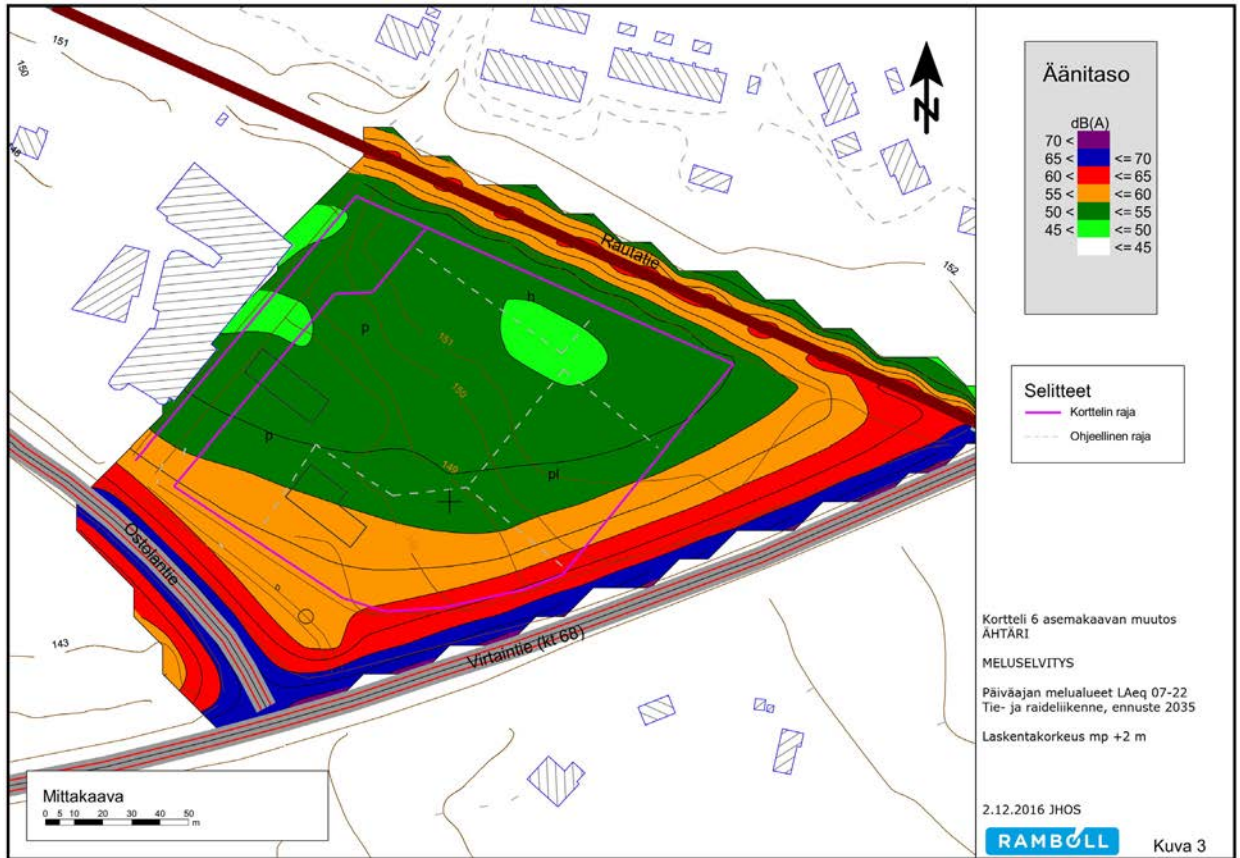 151
150
148
N
Rautatie
152
h
p
151
150
p
149
pl
Ostolantie
143
Virtaintie (kt 68)
Mittakaava
0 5 10 20 30 40 50
m
Äänitaso
dB(A)
70 <
65 < <= 70
60 < <= 65
55 < <= 60
50 < <= 55
45 < <= 50
<= 45
Selitteet
Korttelin raja
Ohjeellinen raja
Kortteli 6 asemakaavan muutos
ÄHTÄRI
MELUSELVITYS
Päiväajan melualueet LAeq 07-22
Tie- ja raideliikenne, ennuste 2035
Laskentakorkeus mp +2 m
2.12.2016 JHOS
RAMBOLL
Kuva 3